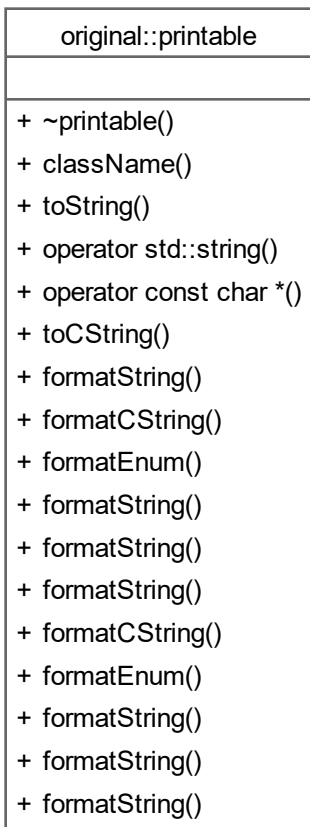 original::printable
+ ~printable()
+ className()
+ toString()
+ operator std::string()
+ operator const char *()
+ toCString()
+ formatString()
+ formatCString()
+ formatEnum()
+ formatString()
+ formatString()
+ formatString()
+ formatCString()
+ formatEnum()
+ formatString()
+ formatString()
+ formatString()